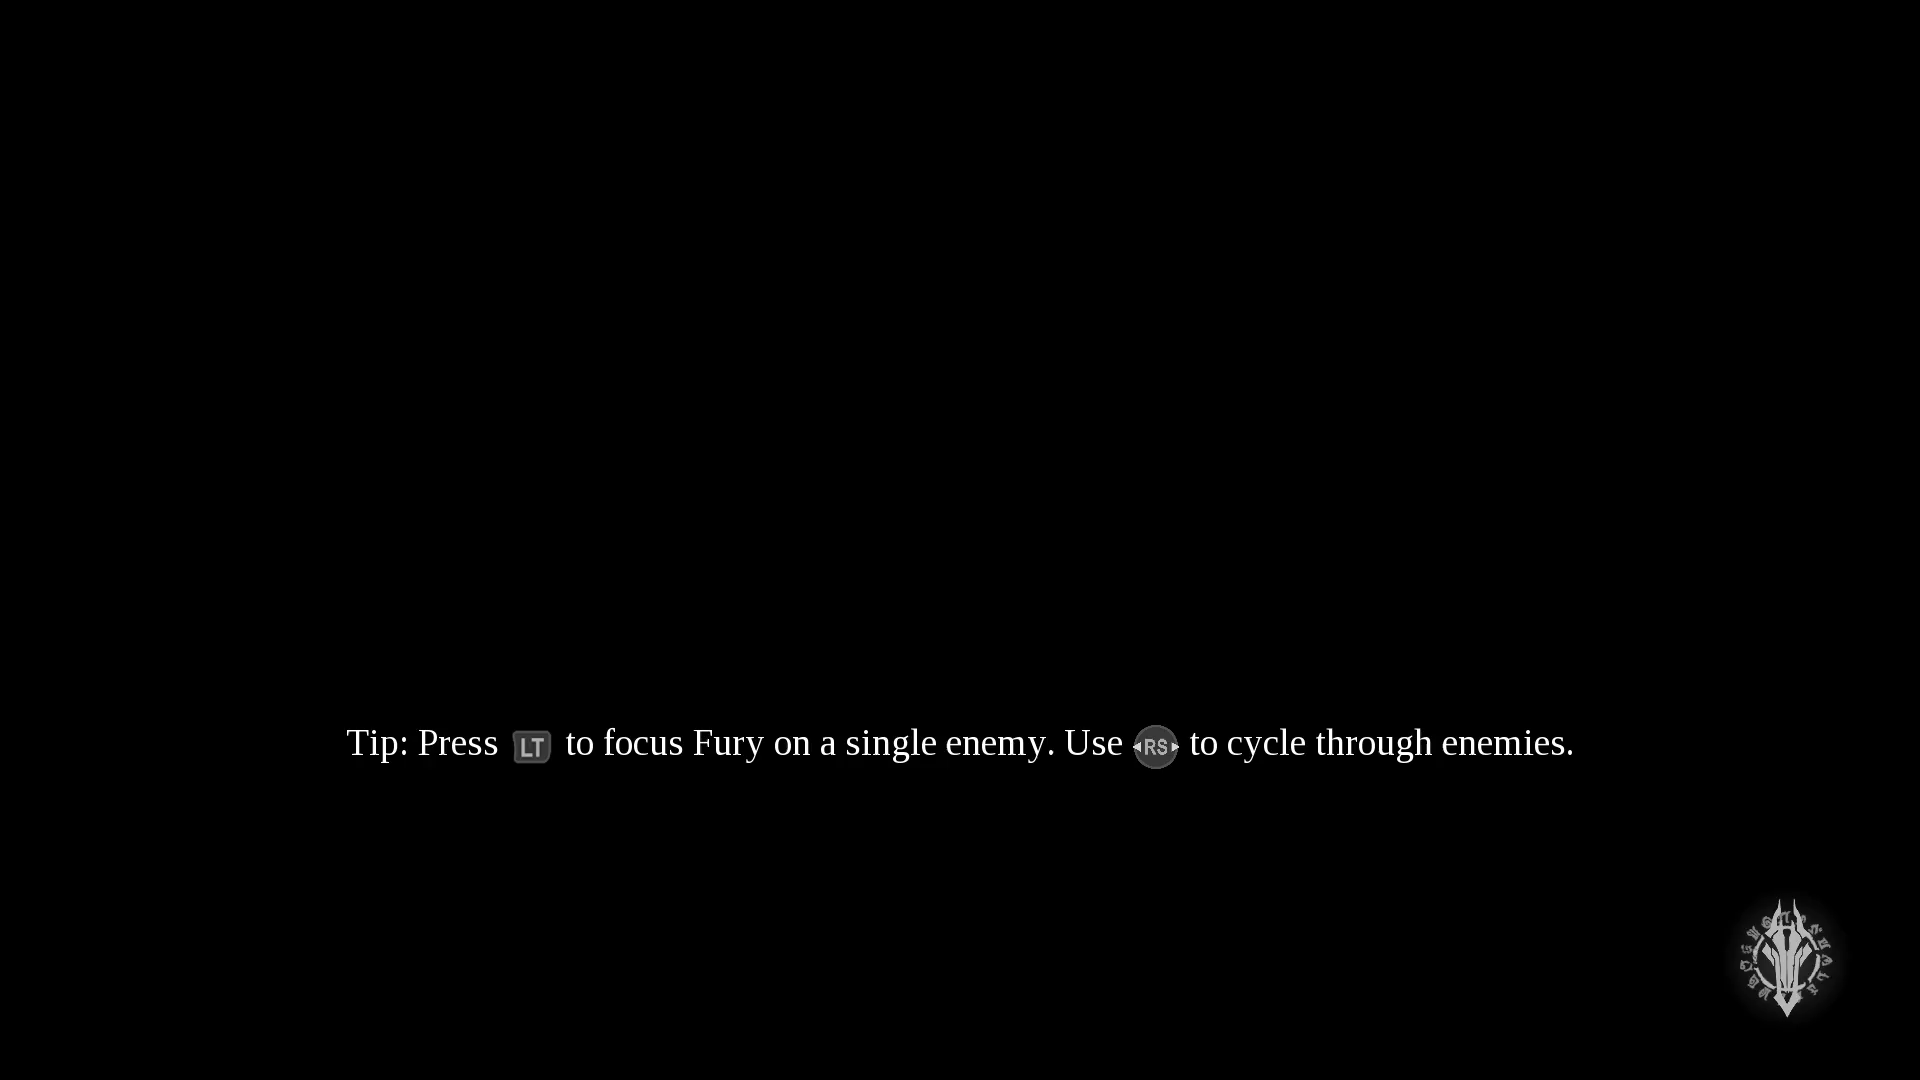 Tip: Press LT to focus Fury on a single enemy. Use RS to cycle through enemies.